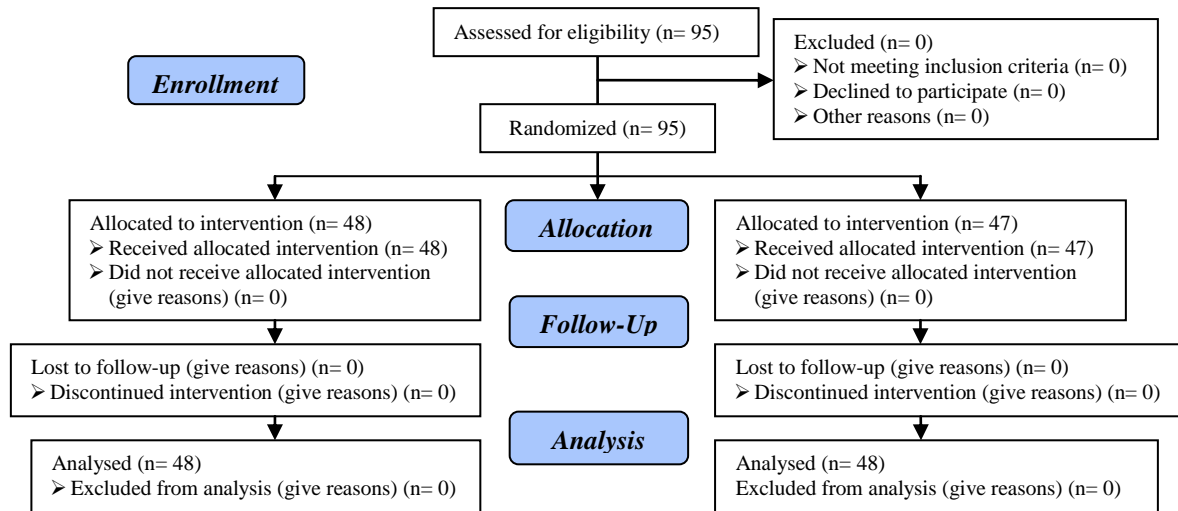 Assessed for eligibility (n= 95)
Excluded (n= 0)
➢ Not meeting inclusion criteria (n= 0)
➢ Declined to participate (n= 0)
➢ Other reasons (n= 0)
Enrollment
Randomized (n= 95)
Allocated to intervention (n= 48)
➢ Received allocated intervention (n= 48)
➢ Did not receive allocated intervention
(give reasons) (n= 0)
Allocation
Allocated to intervention (n= 47)
➢ Received allocated intervention (n= 47)
➢ Did not receive allocated intervention
(give reasons) (n= 0)
Follow-Up
Lost to follow-up (give reasons) (n= 0)
➢ Discontinued intervention (give reasons) (n= 0)
Lost to follow-up (give reasons) (n= 0)
➢ Discontinued intervention (give reasons) (n= 0)
Analysis
Analysed (n= 48)
➢ Excluded from analysis (give reasons) (n= 0)
Analysed (n= 48)
Excluded from analysis (give reasons) (n= 0)